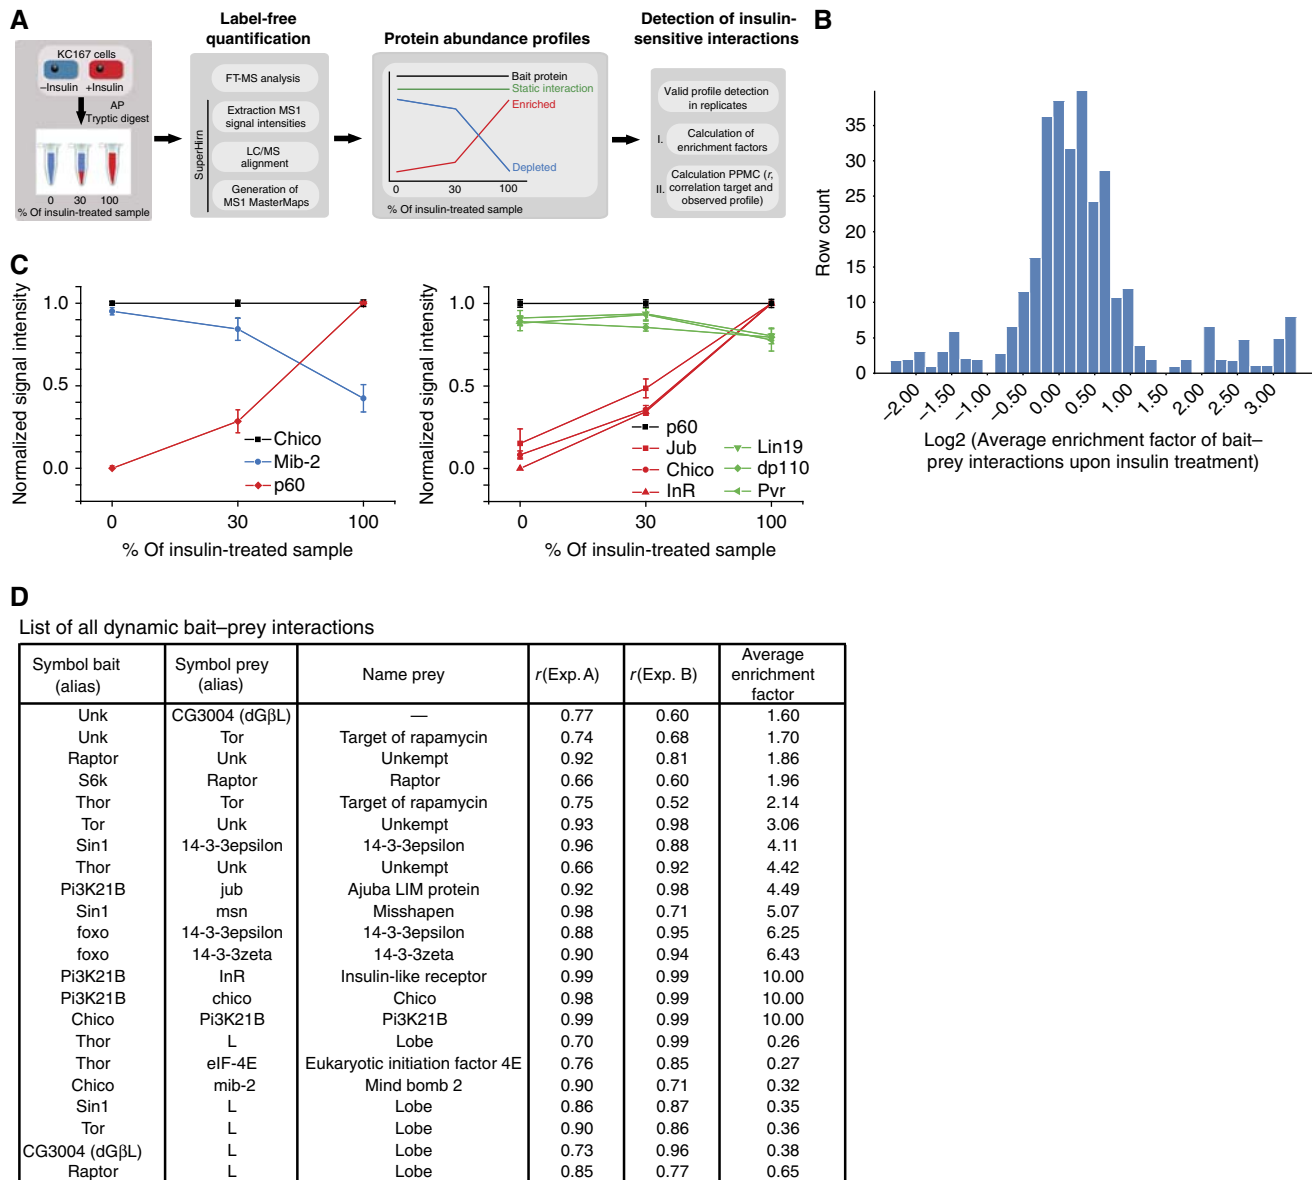 A
Label-free
quantification
Protein abundance profiles
Detection of insulin-
sensitive interactions
KC167 cells
–Insulin +Insulin
AP
Tryptic digest
0 30 100
% Of insulin-treated sample
SuperHirn
FT-MS analysis
Extraction MS1
signal intensities
LC/MS
alignment
Generation of
MS1 MasterMaps
Bait protein
Static interaction
Enriched
Depleted
0 30 100
% Of insulin-treated sample
Valid profile detection
in replicates
I. Calculation of
enrichment factors
II. Calculation PPMC (r,
correlation target and
observed profile)
B
Row count
35
30
25
20
15
10
5
0
–2.00 –1.50 –1.00 –0.50 0.00 0.50 1.00 1.50 2.00 2.50 3.00
Log2 (Average enrichment factor of bait–
prey interactions upon insulin treatment)
C
Normalized signal intensity
1.0
0.5
0.0
Chico
Mib-2
p60
0 30 100
% Of insulin-treated sample
Normalized signal intensity
1.0
0.5
0.0
p60
Jub
Chico
InR
Lin19
dp110
Pvr
0 30 100
% Of insulin-treated sample
D
List of all dynamic bait–prey interactions
Symbol bait (alias) Symbol prey (alias) Name prey r(Exp. A) r(Exp. B) Average enrichment factor
Unk CG3004 (dGβL) — 0.77 0.60 1.60
Unk Tor Target of rapamycin 0.74 0.68 1.70
Raptor Unk Unkempt 0.92 0.81 1.86
S6k Raptor Raptor 0.66 0.60 1.96
Thor Tor Target of rapamycin 0.75 0.52 2.14
Tor Unk Unkempt 0.93 0.98 3.06
Sin1 14-3-3epsilon 14-3-3epsilon 0.96 0.88 4.11
Thor Unk Unkempt 0.66 0.92 4.42
Pi3K21B jub Ajuba LIM protein 0.92 0.98 4.49
Sin1 msn Misshapen 0.98 0.71 5.07
foxo 14-3-3epsilon 14-3-3epsilon 0.88 0.95 6.25
foxo 14-3-3zeta 14-3-3zeta 0.90 0.94 6.43
Pi3K21B InR Insulin-like receptor 0.99 0.99 10.00
Pi3K21B chico Chico 0.98 0.99 10.00
Chico Pi3K21B Pi3K21B 0.99 0.99 10.00
Thor L Lobe 0.70 0.99 0.26
Thor eIF-4E Eukaryotic initiation factor 4E 0.76 0.85 0.27
Chico mib-2 Mind bomb 2 0.90 0.71 0.32
Sin1 L Lobe 0.86 0.87 0.35
Tor L Lobe 0.90 0.86 0.36
CG3004 (dGβL) L Lobe 0.73 0.96 0.38
Raptor L Lobe 0.85 0.77 0.65